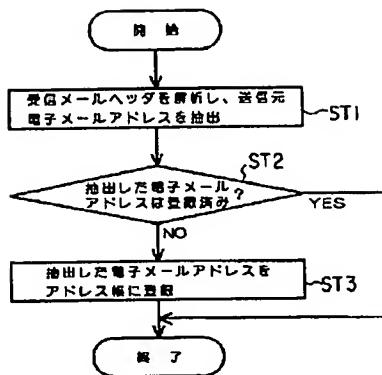 開 始
受信メールヘッダを解析し、送信元
電子メールアドレスを抽出
ST1
ST2
抽出した電子メール
アドレスは登録済み?
YES
NO
抽出した電子メールアドレスを
アドレス帳に登録
ST3
終 了